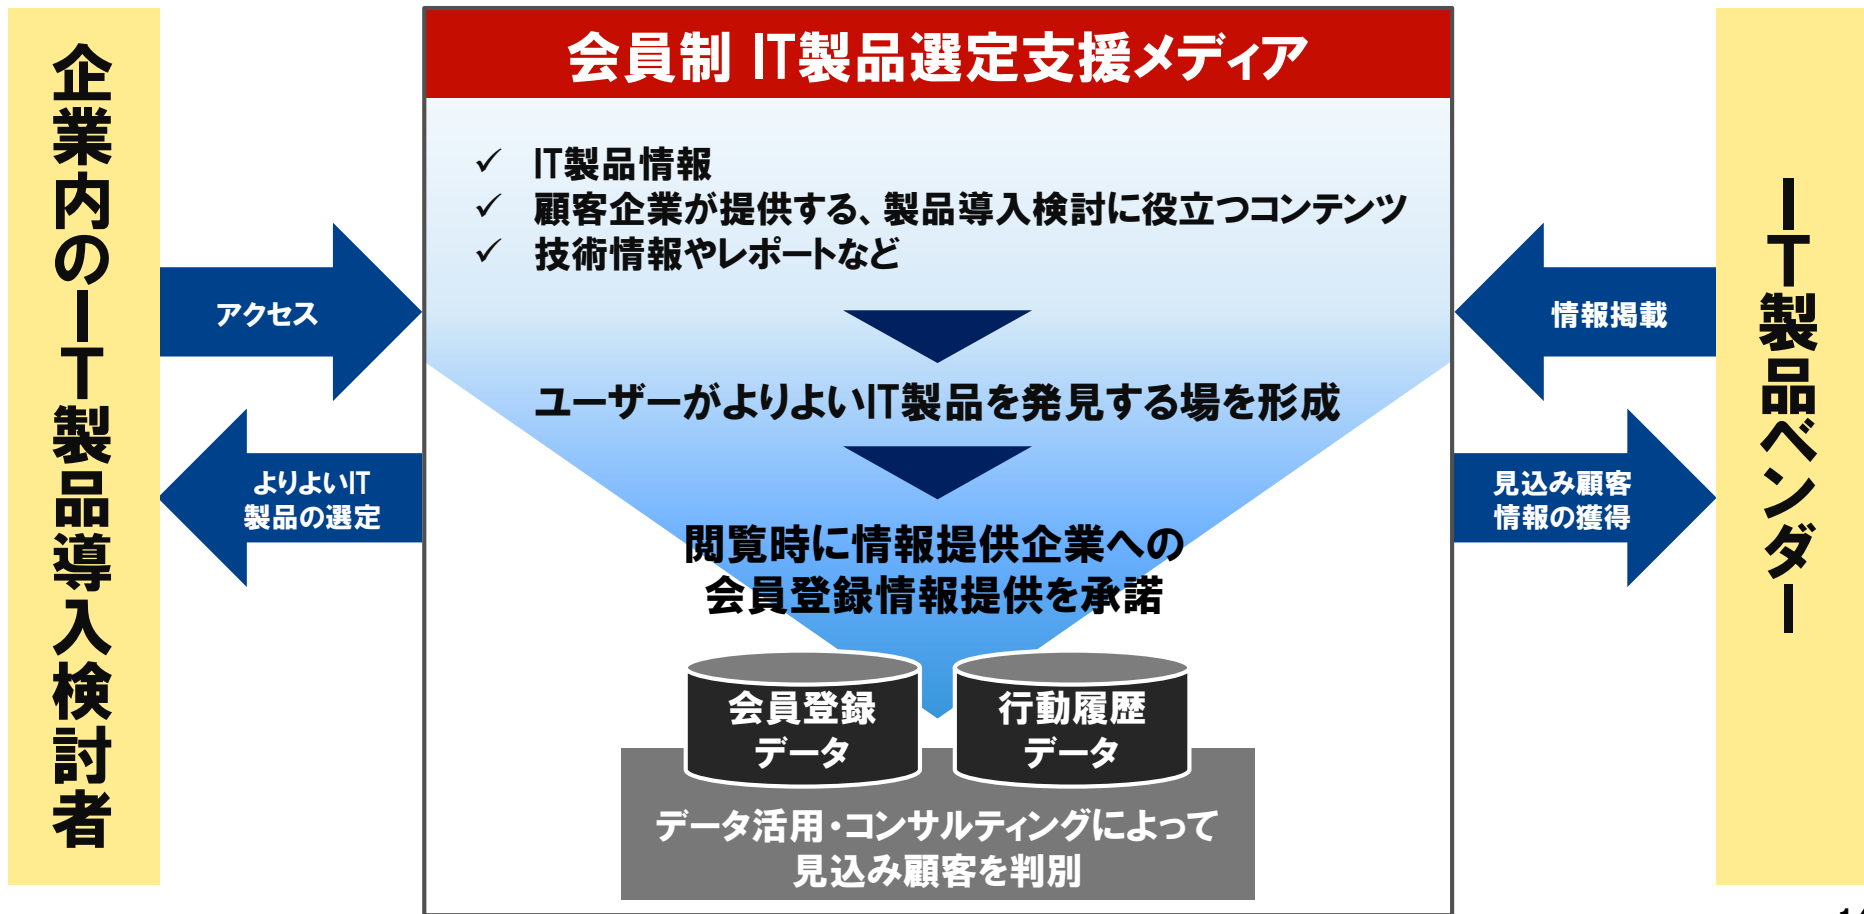 企業内のIT製品導入検討者
会員制 IT製品選定支援メディア
✓ IT製品情報
✓ 顧客企業が提供する、製品導入検討に役立つコンテンツ
✓ 技術情報やレポートなど
アクセス
情報掲載
ユーザーがよりよいIT製品を発見する場を形成
よりよいIT
製品の選定
見込み顧客
情報の獲得
閲覧時に情報提供企業への
会員登録情報提供を承諾
会員登録
データ
行動履歴
データ
データ活用・コンサルティングによって
見込み顧客を判別
IT製品ベンダー